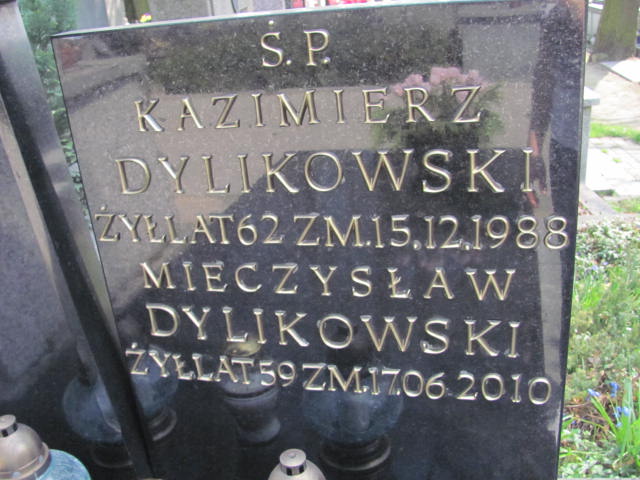 Ś.P.
KAZIMIERZ
DYLIKOWSKI
ŻYŁ LAT 62 ZM. 15.12.1988
MIECZYSŁAW
DYLIKOWSKI
ŻYŁ LAT 59 ZM. 17.06.2010